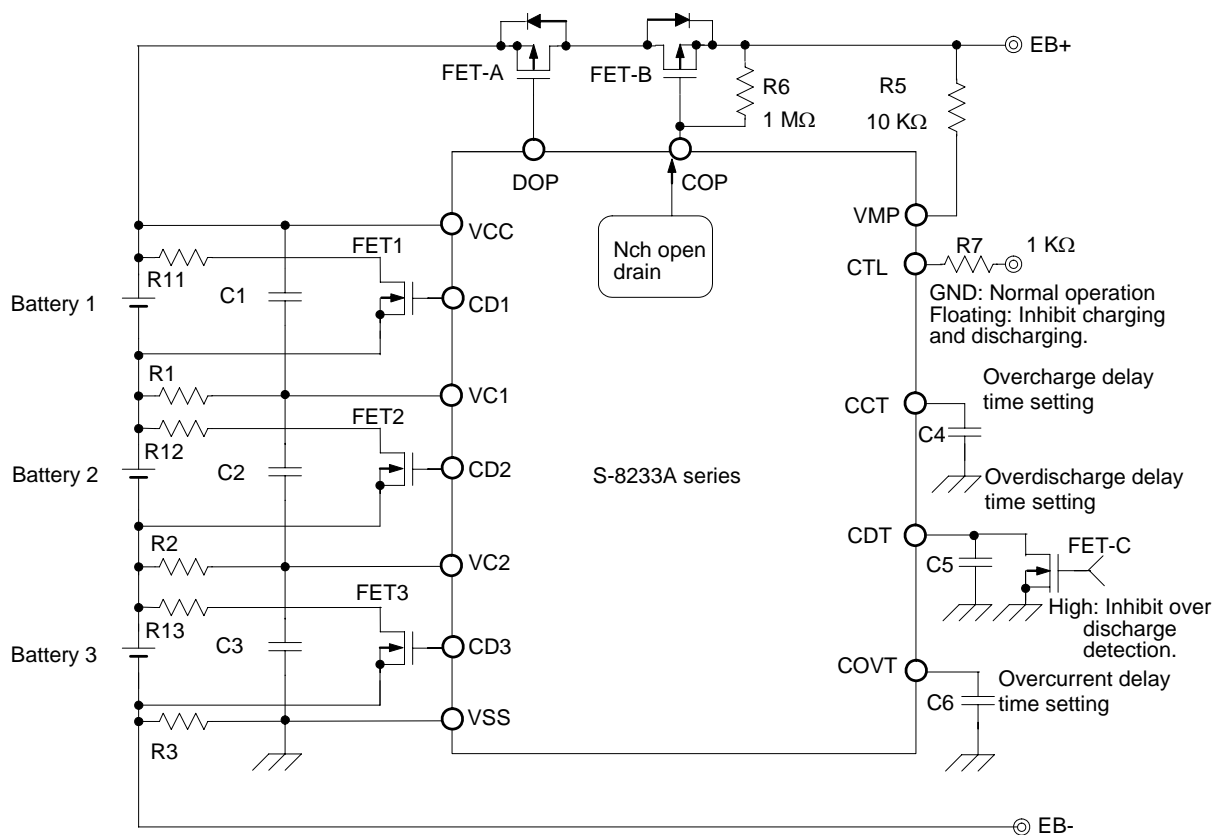 EB+
FET-A
FET-B
R6
1 MΩ
R5
10 KΩ
DOP
COP
VMP
Nch open
drain
VCC
FET1
R11
C1
Battery 1
CD1
CTL
R7
1 KΩ
GND: Normal operation
Floating: Inhibit charging
and discharging.
R1
VC1
FET2
R12
C2
Battery 2
CD2
S-8233A series
CCT
Overcharge delay
time setting
C4
Overdischarge delay
time setting
R2
VC2
FET3
R13
C3
Battery 3
CD3
CDT
C5
FET-C
High: Inhibit over
discharge
detection.
COVT
C6
Overcurrent delay
time setting
R3
VSS
EB-